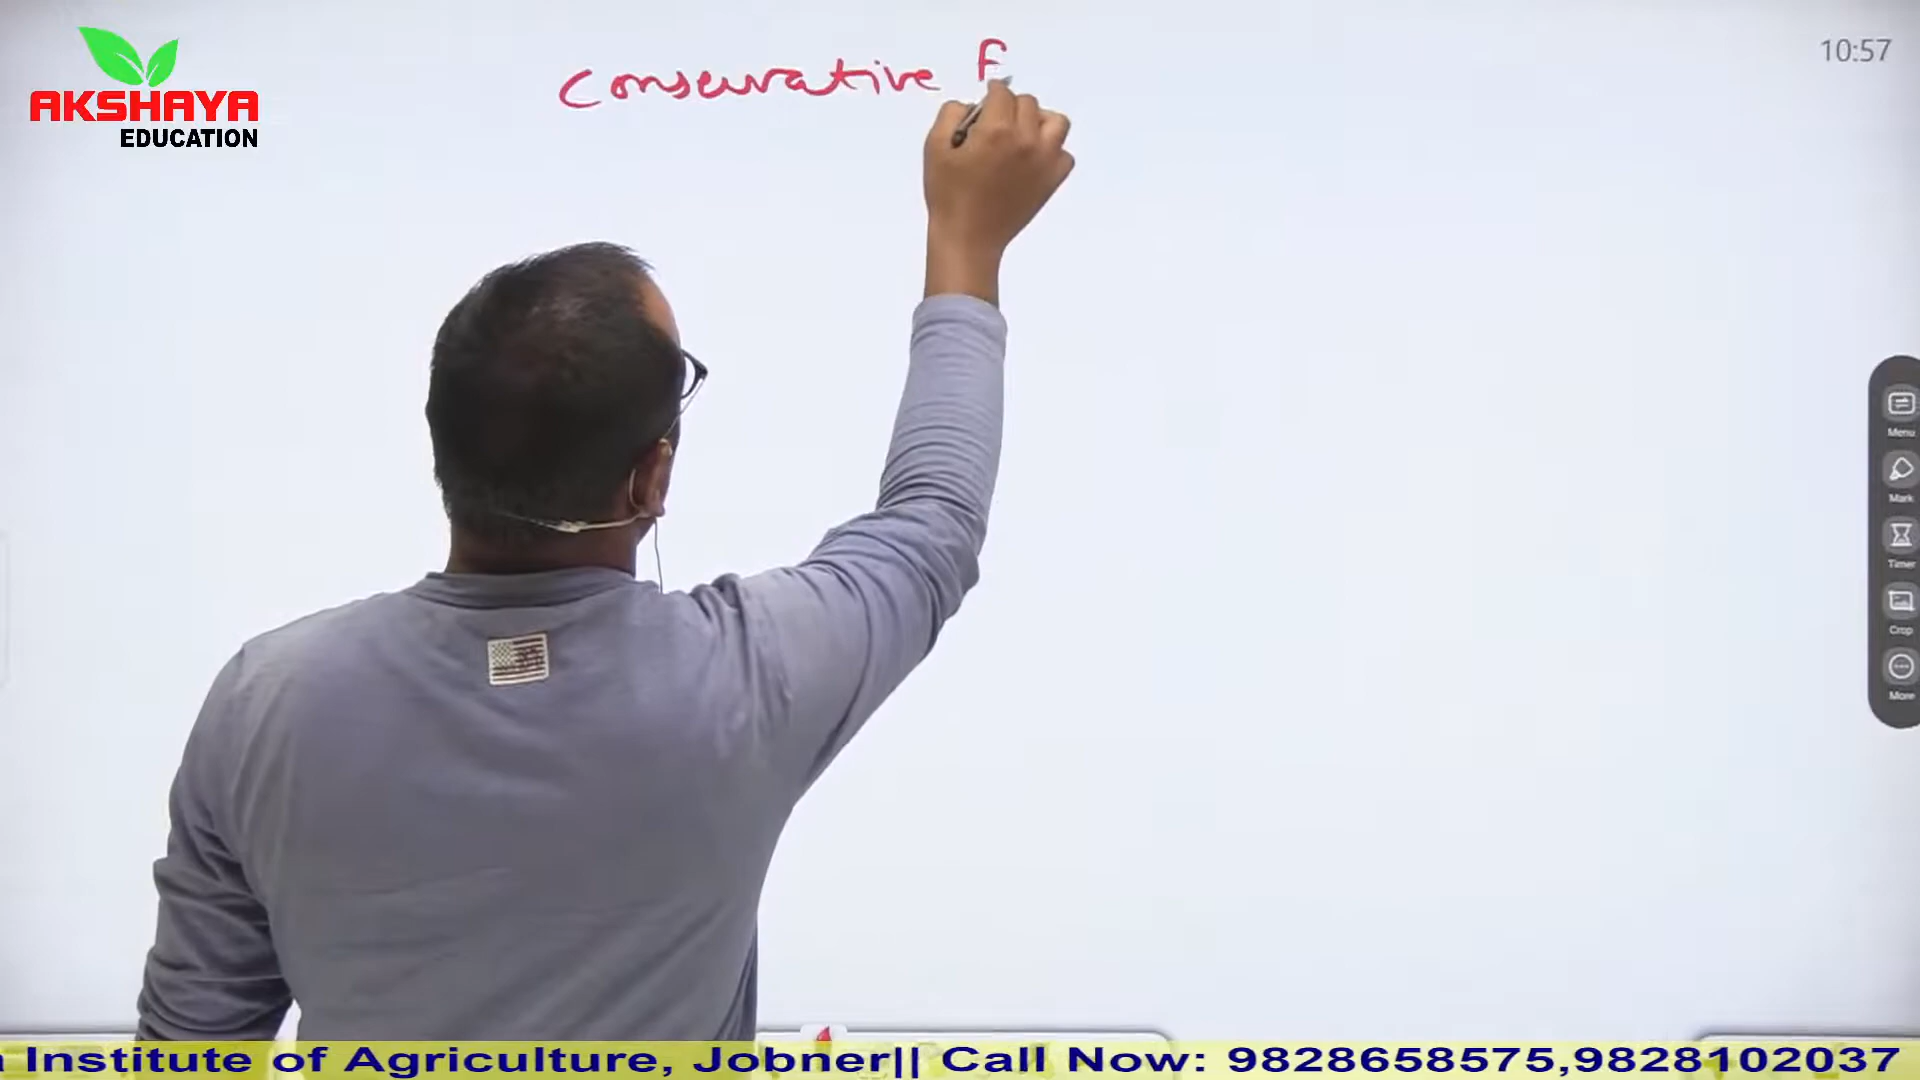 AKSHAYA
EDUCATION
conservative F
10:57
Menu
Mark
Timer
Crop
More
Institute of Agriculture, Jobner|| Call Now: 9828658575,9828102037